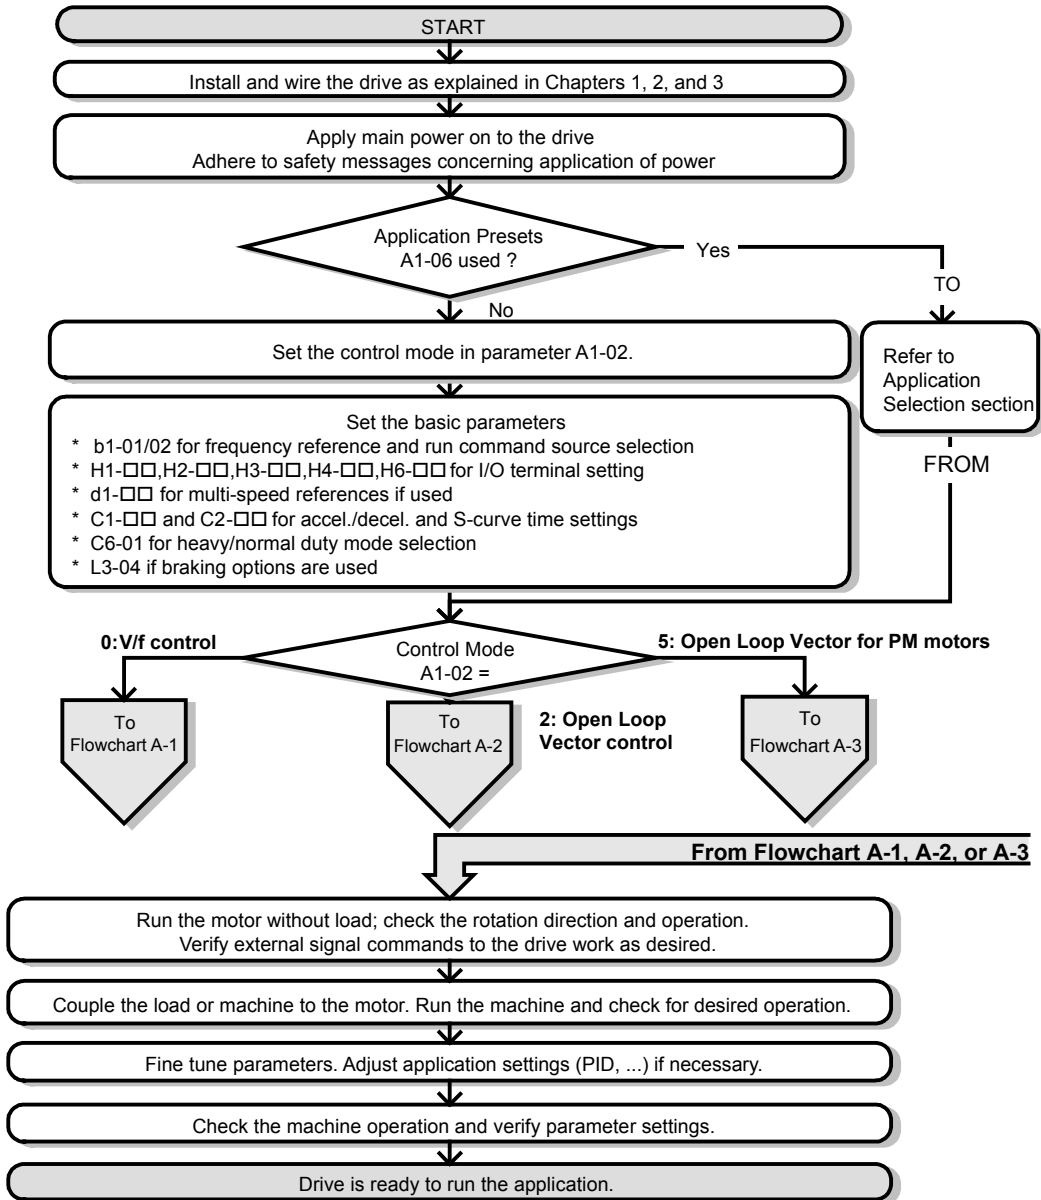 START
Install and wire the drive as explained in Chapters 1, 2, and 3
Apply main power on to the drive
Adhere to safety messages concerning application of power
Application Presets
A1-06 used ?
Yes
TO
No
Set the control mode in parameter A1-02.
Refer to
Application
Selection section
FROM
Set the basic parameters
* b1-01/02 for frequency reference and run command source selection
* H1-□□,H2-□□,H3-□□,H4-□□,H6-□□ for I/O terminal setting
* d1-□□ for multi-speed references if used
* C1-□□ and C2-□□ for accel./decel. and S-curve time settings
* C6-01 for heavy/normal duty mode selection
* L3-04 if braking options are used
0:V/f control
Control Mode
A1-02 =
5: Open Loop Vector for PM motors
To
Flowchart A-1
To
Flowchart A-2
2: Open Loop
Vector control
To
Flowchart A-3
From Flowchart A-1, A-2, or A-3
Run the motor without load; check the rotation direction and operation.
Verify external signal commands to the drive work as desired.
Couple the load or machine to the motor. Run the machine and check for desired operation.
Fine tune parameters. Adjust application settings (PID, ...) if necessary.
Check the machine operation and verify parameter settings.
Drive is ready to run the application.